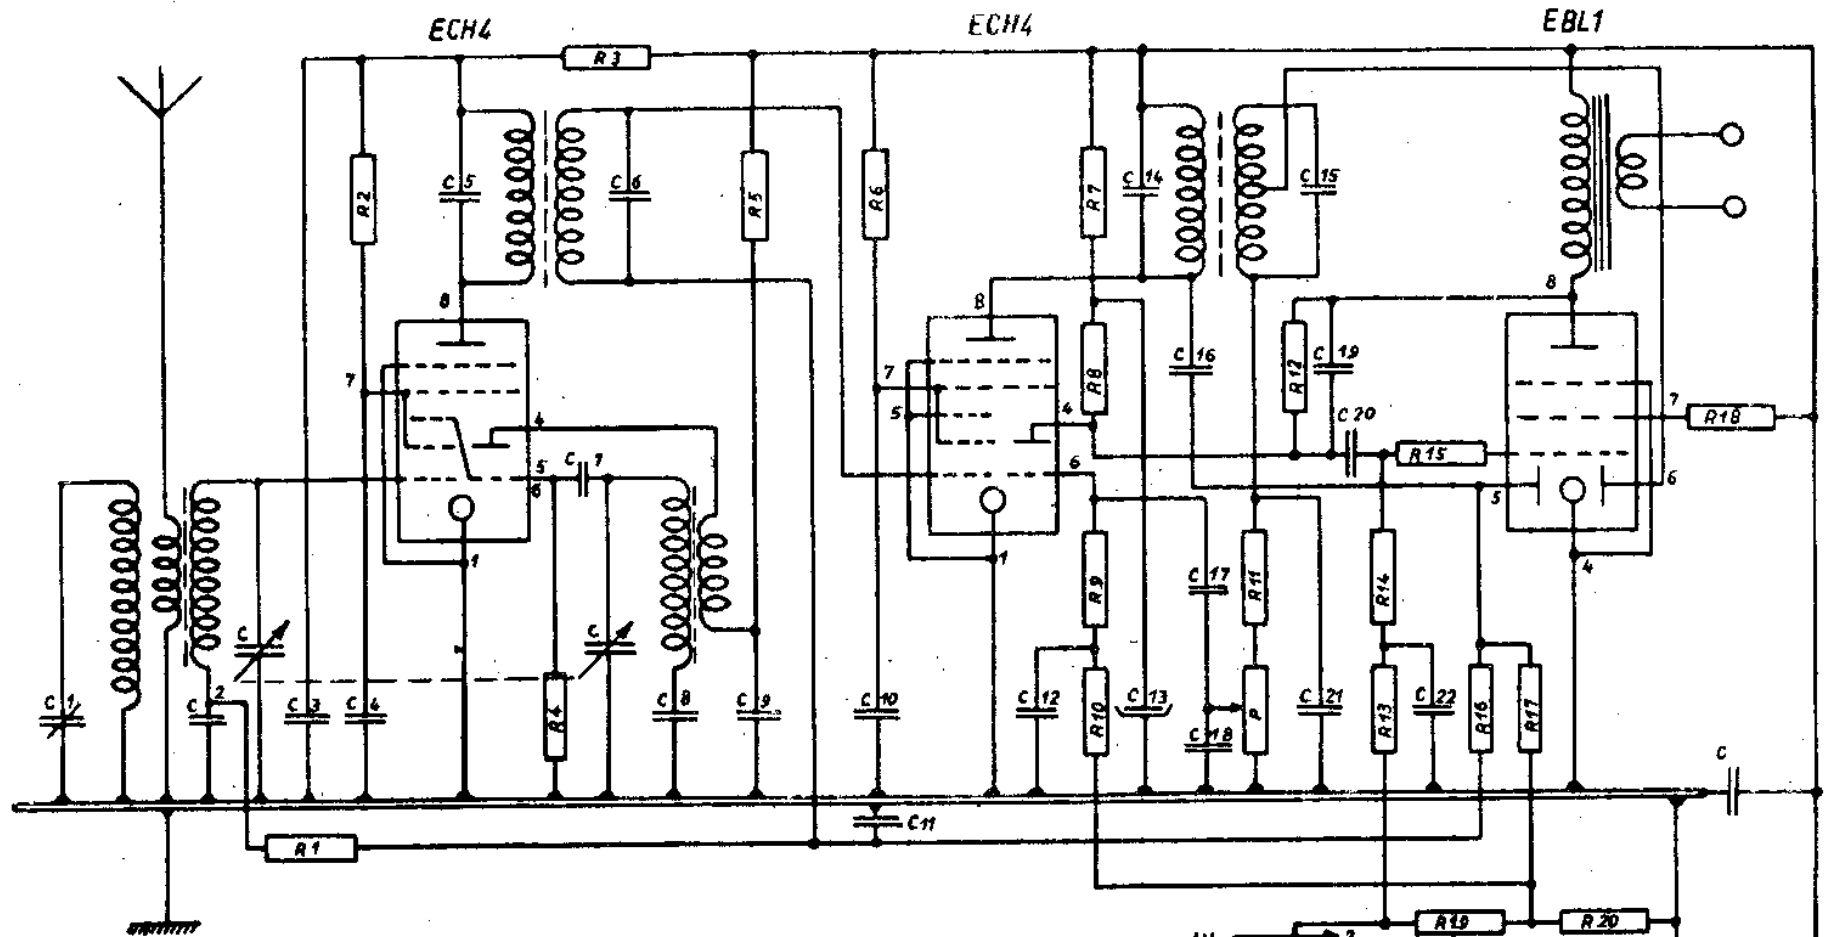 ECH4 ECH4 EBL1
R3
R2 C5 C6 R5 R6 R7 C14 C15
8 8 8
7 7 R8 C16 R12 C19 7 R18
4 5 4 C20
5 C7 6 R15
6 5 6
1 1 R9 C17 R11 R14 4
C C
C1 C2 C3 C4 R4 C8 C9 C10 C12 R10 C13 C18 P C21 R13 C22 R16 R17
C
C11
R1
R19 R20
2